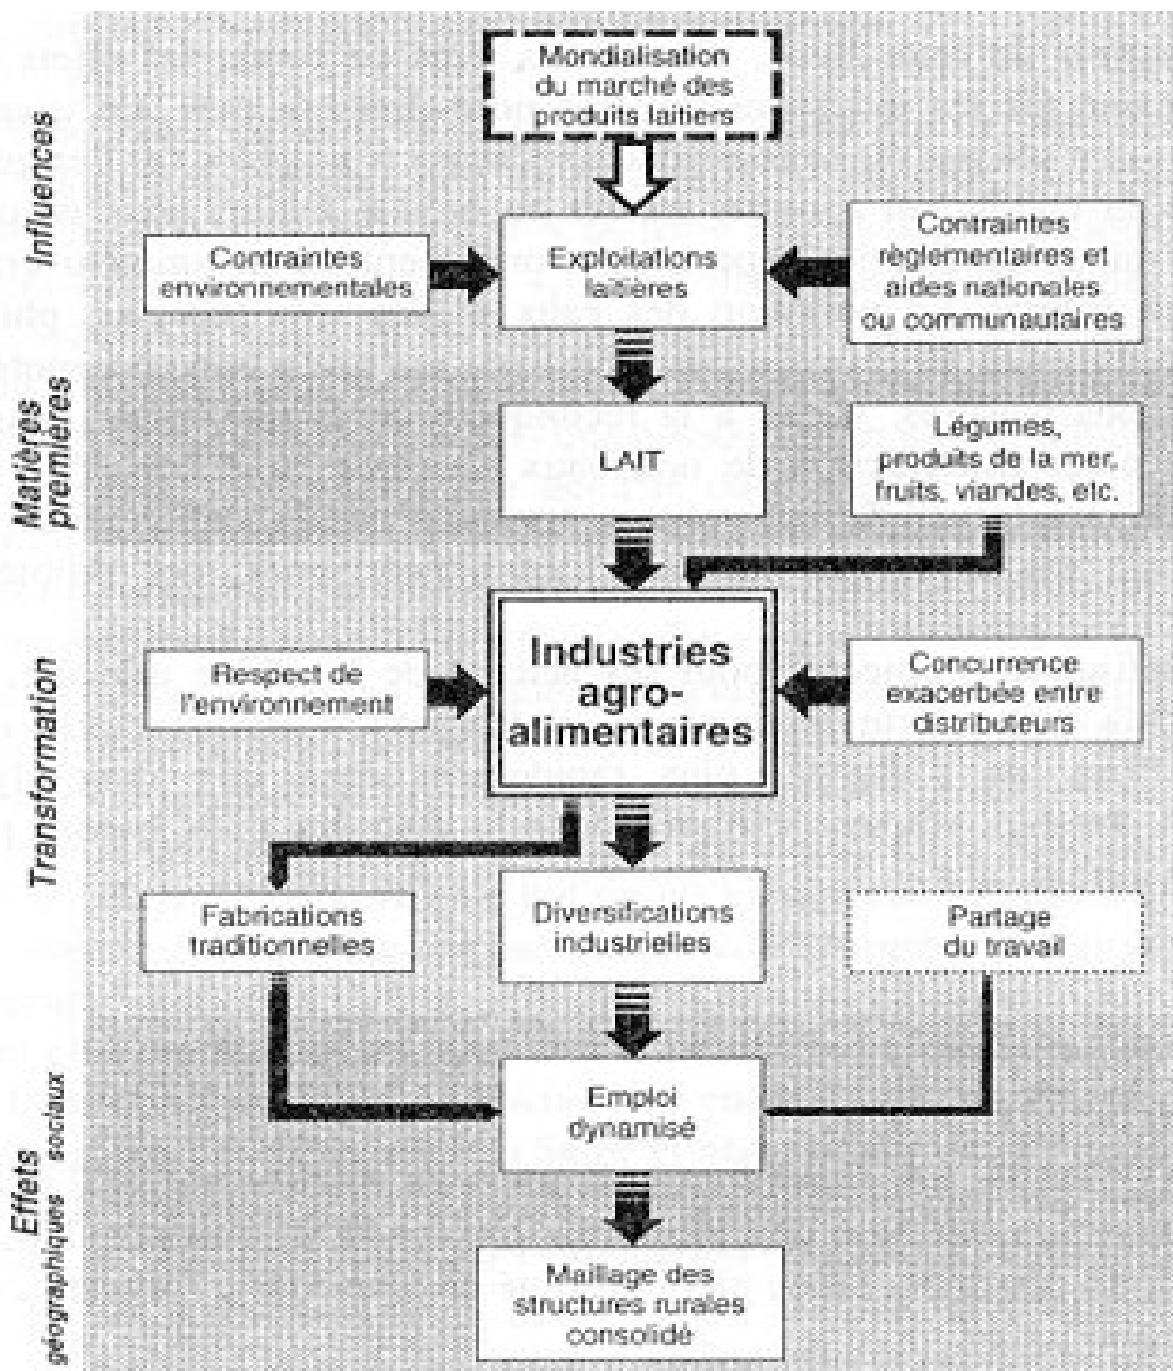 Mondialisation
du marché des
produits laitiers
Influences
Contraintes
environnementales
Exploitations
laitières
Contraintes
règlementaires et
aides nationales
ou communautaires
Matières
premières
LAIT
Légumes,
produits de la mer,
fruits, viandes, etc.
Transformation
Respect de
l'environnement
Industries
agro-
alimentaires
Concurrence
exacerbée entre
distributeurs
Fabrications
traditionnelles
Diversifications
industrielles
Partage
du travail
Effets
géographiques sociaux
Emploi
dynamisé
Maillage des
structures rurales
consolidé